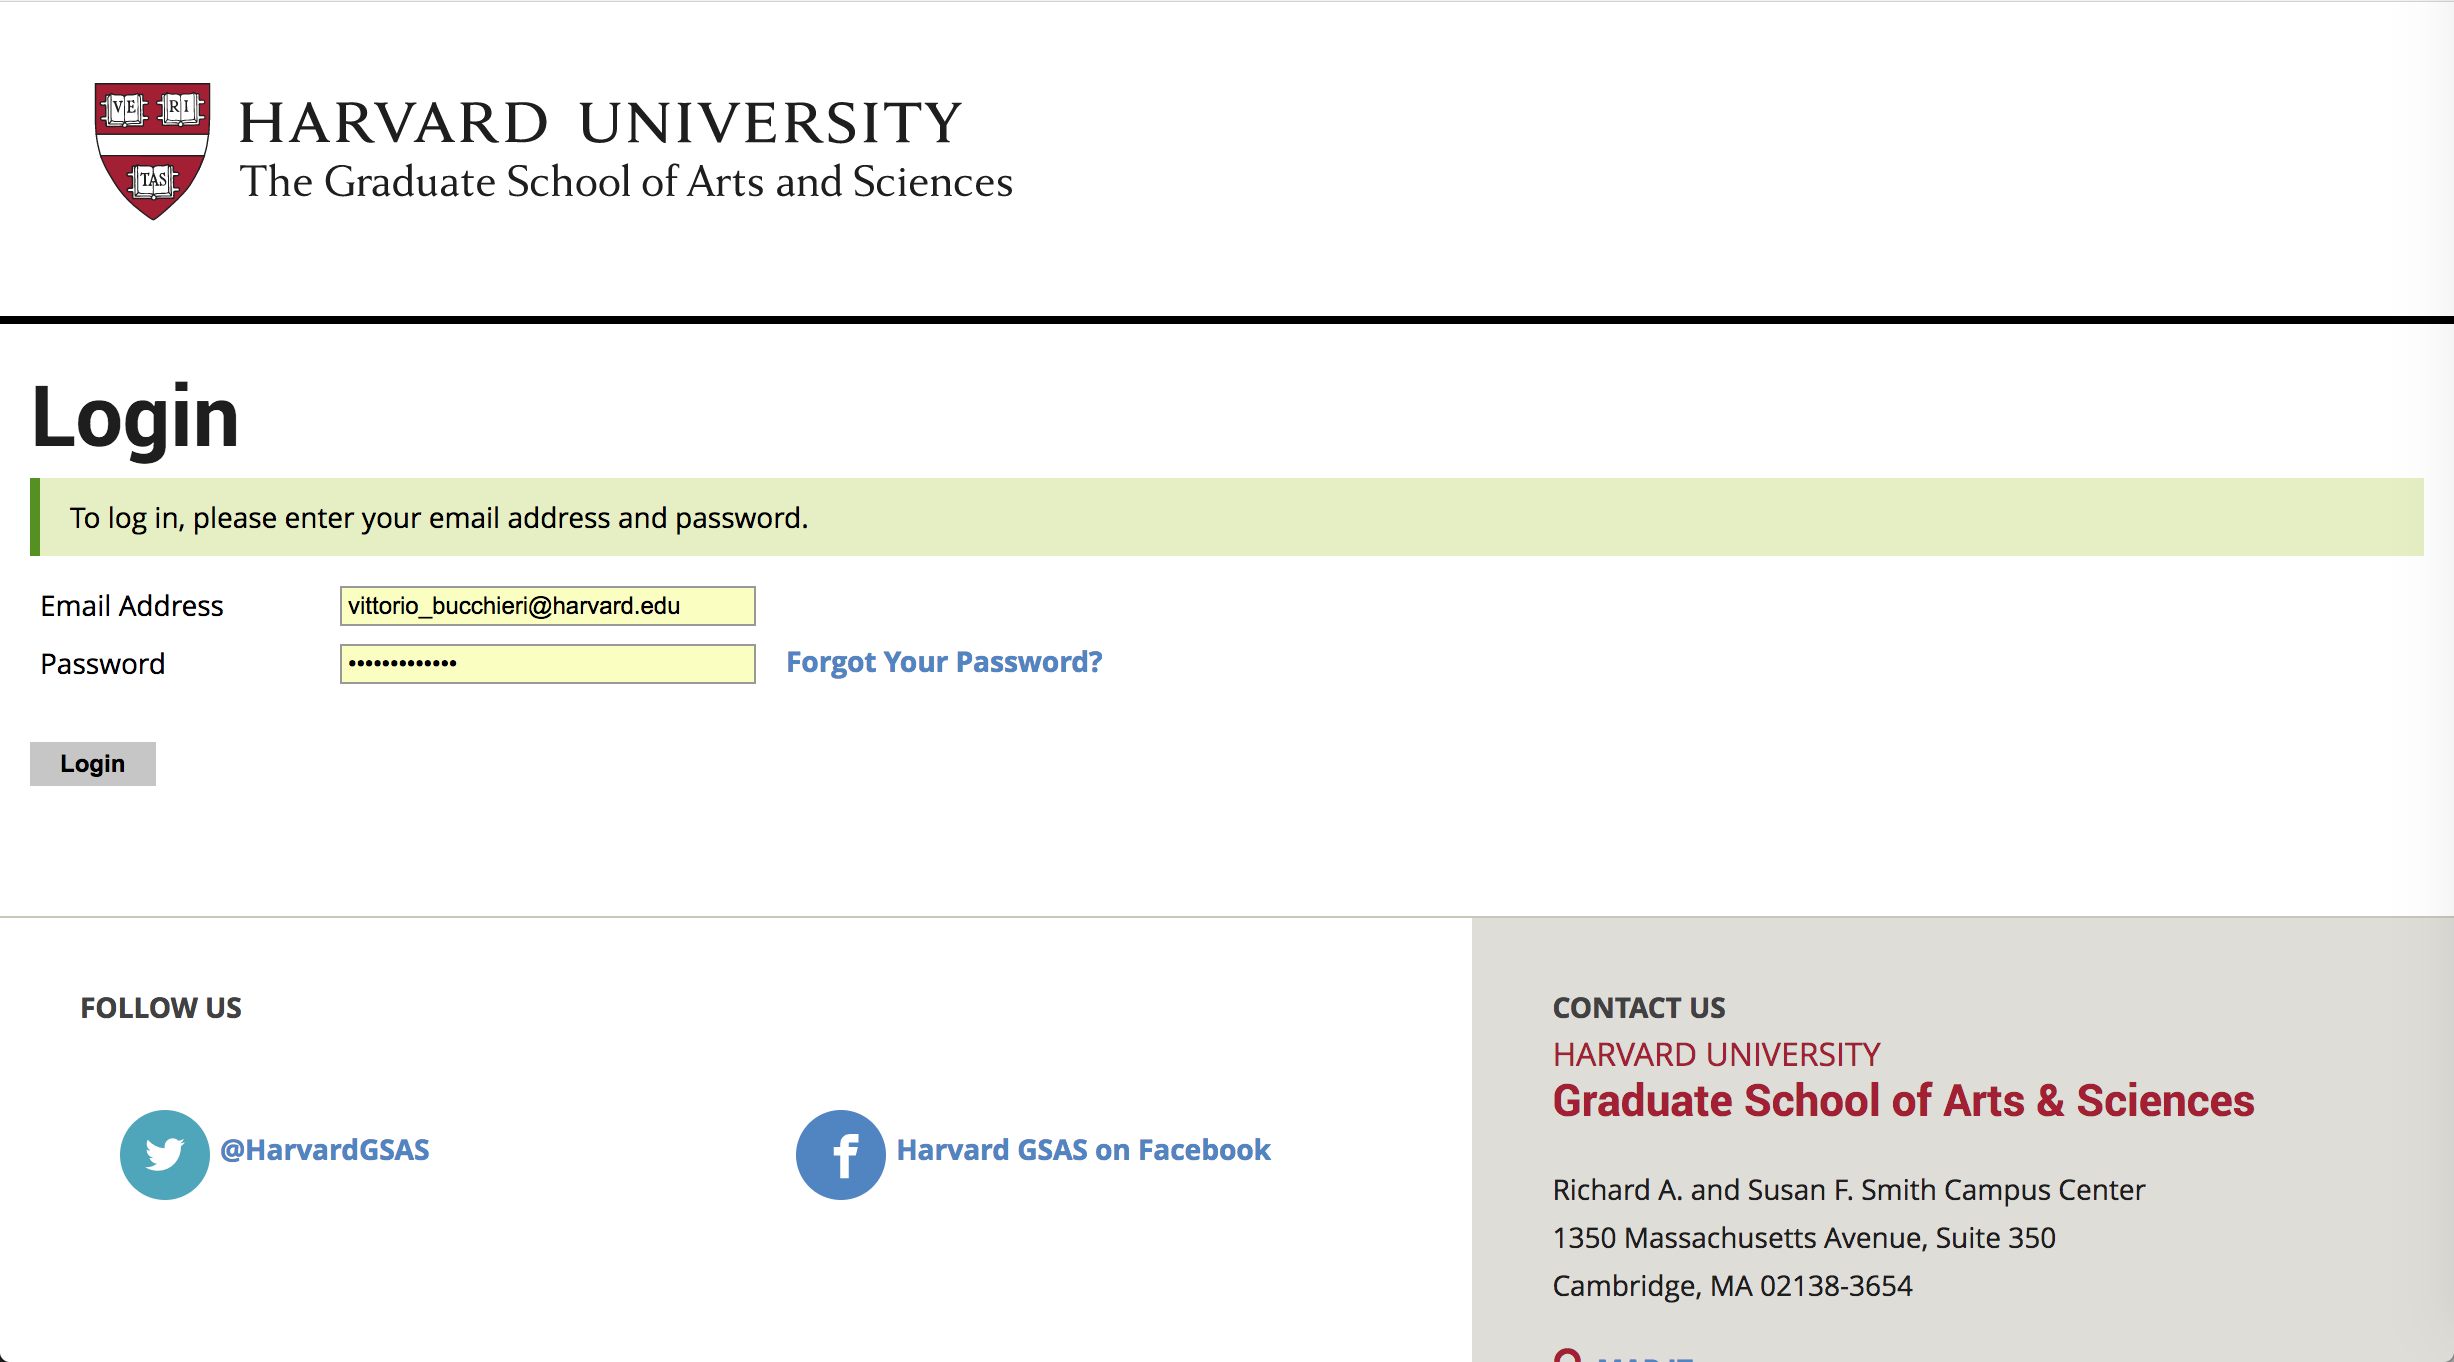 VE RI
TAS
HARVARD UNIVERSITY
The Graduate School of Arts and Sciences
Login
To log in, please enter your email address and password.
Email Address vittorio_bucchieri@harvard.edu
Password ••••••••••••• Forgot Your Password?
Login
FOLLOW US
@HarvardGSAS
Harvard GSAS on Facebook
CONTACT US
HARVARD UNIVERSITY
Graduate School of Arts & Sciences
Richard A. and Susan F. Smith Campus Center
1350 Massachusetts Avenue, Suite 350
Cambridge, MA 02138-3654
MAP IT